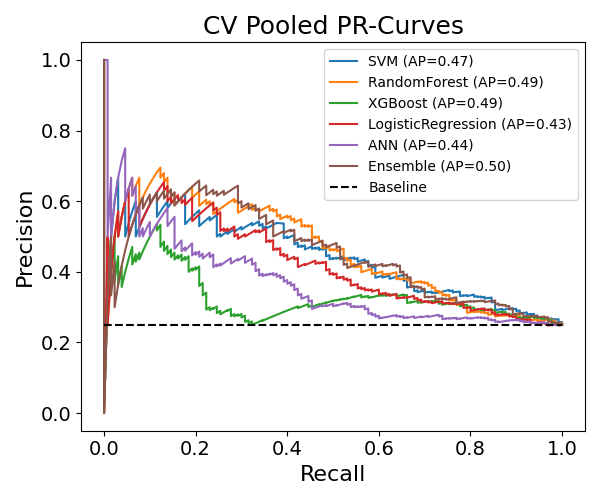 CV Pooled PR-Curves
SVM (AP=0.47)
RandomForest (AP=0.49)
XGBoost (AP=0.49)
LogisticRegression (AP=0.43)
ANN (AP=0.44)
Ensemble (AP=0.50)
Baseline
Precision
1.0
0.8
0.6
0.4
0.2
0.0
0.0 0.2 0.4 0.6 0.8 1.0
Recall